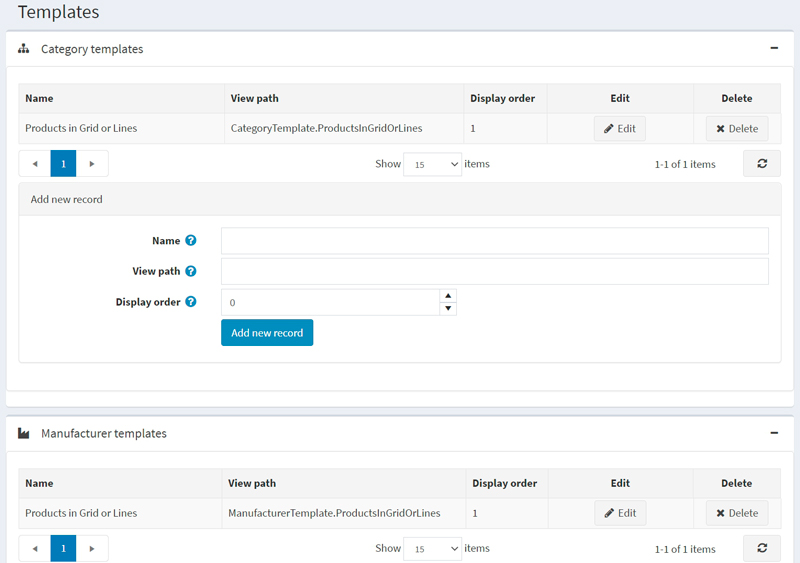 Templates
Category templates
Name View path Display order Edit Delete
Products in Grid or Lines CategoryTemplate.ProductsInGridOrLines 1 Edit Delete
1 Show 15 items 1-1 of 1 items
Add new record
Name
View path
Display order 0
Add new record
Manufacturer templates
Name View path Display order Edit Delete
Products in Grid or Lines ManufacturerTemplate.ProductsInGridOrLines 1 Edit Delete
1 Show 15 items 1-1 of 1 items